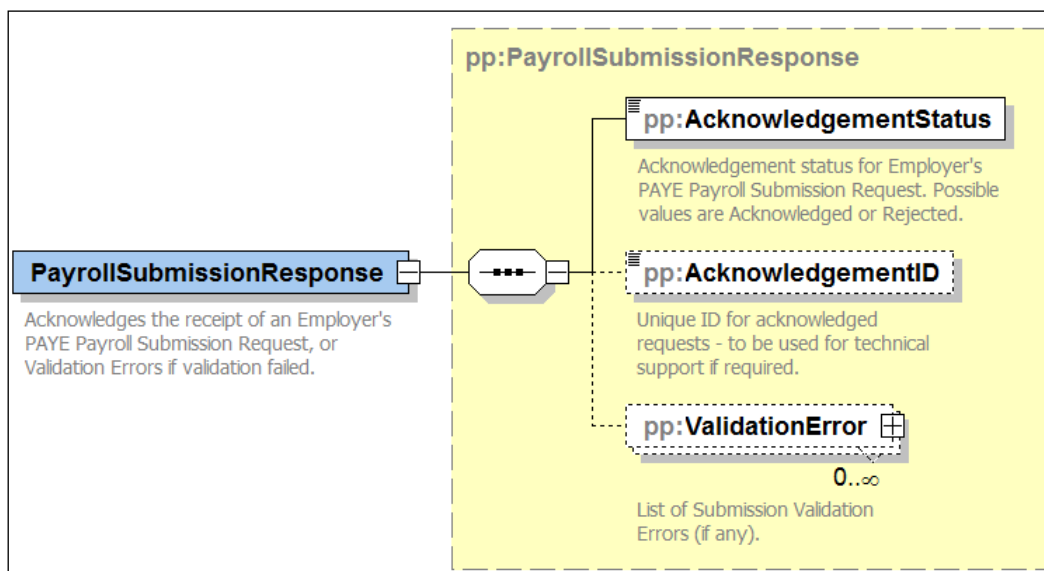 pp:PayrollSubmissionResponse
pp:AcknowledgementStatus
Acknowledgement status for Employer's
PAYE Payroll Submission Request. Possible
values are Acknowledged or Rejected.
PayrollSubmissionResponse
Acknowledges the receipt of an Employer's
PAYE Payroll Submission Request, or
Validation Errors if validation failed.
pp:AcknowledgementID
Unique ID for acknowledged
requests - to be used for technical
support if required.
pp:ValidationError
0..∞
List of Submission Validation
Errors (if any).